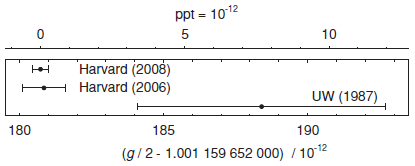 ppt = 10^-12
0 5 10
Harvard (2008)
Harvard (2006)
UW (1987)
180 185 190
(g / 2 - 1.001 159 652 000) / 10^-12